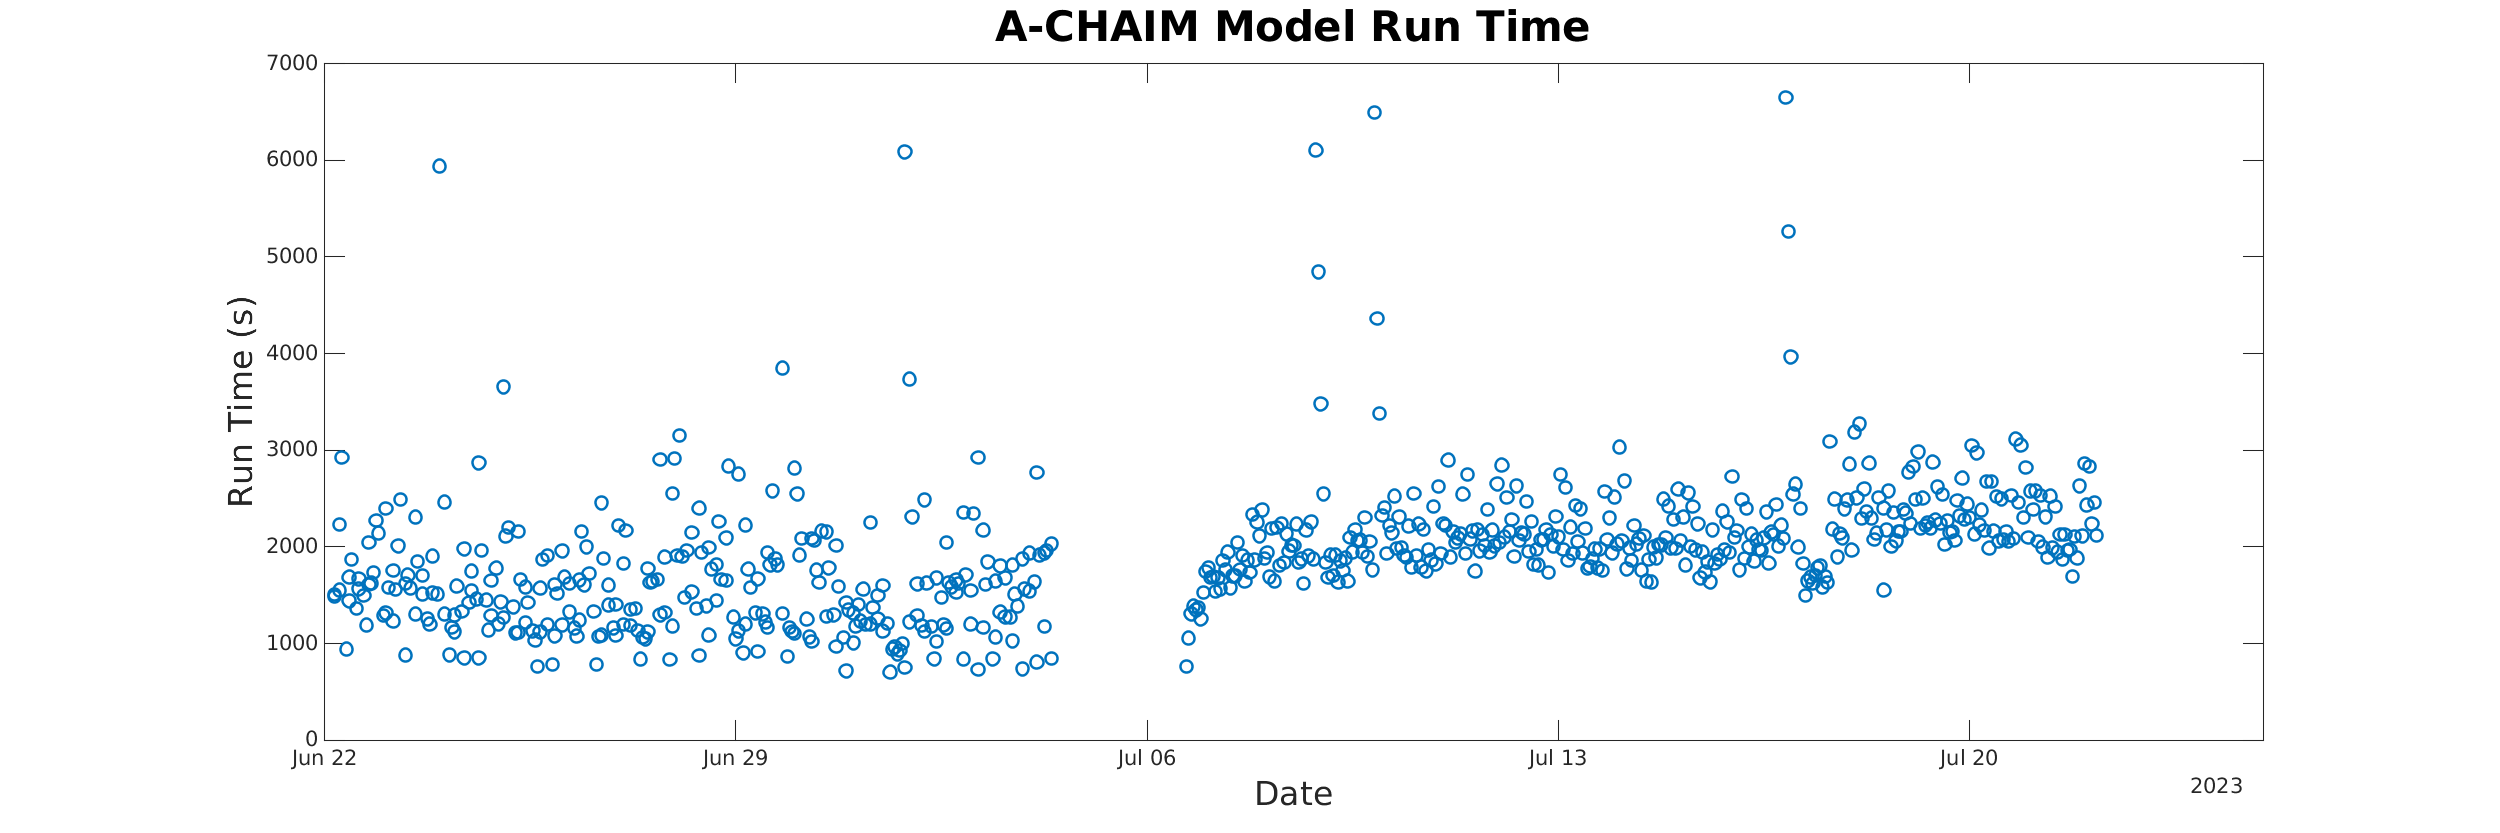 A-CHAIM Model Run Time
7000
6000
5000
4000
3000
2000
1000
0
Run Time (s)
Jun 22
Jun 29
Jul 06
Jul 13
Jul 20
2023
Date